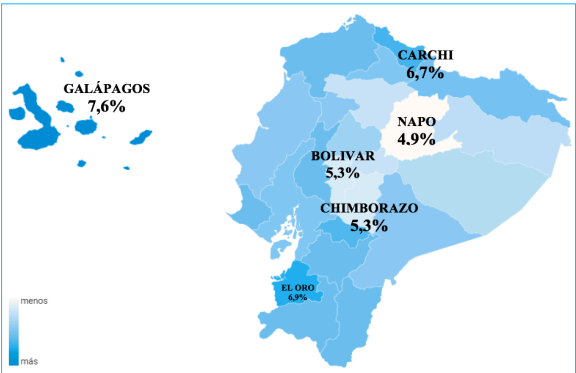 CARCHI
6,7%
GALÁPAGOS
7,6%
NAPO
4,9%
BOLIVAR
5,3%
CHIMBORAZO
5,3%
EL ORO
6,9%
menos
más